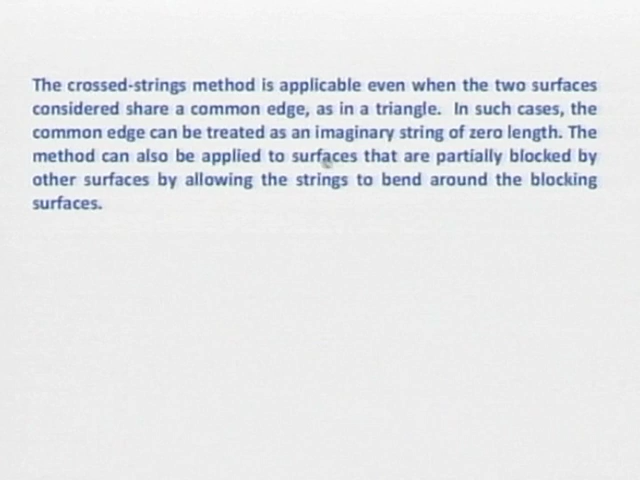 The crossed-strings method is applicable even when the two surfaces
considered share a common edge, as in a triangle. In such cases, the
common edge can be treated as an imaginary string of zero length. The
method can also be applied to surfaces that are partially blocked by
other surfaces by allowing the strings to bend around the blocking
surfaces.